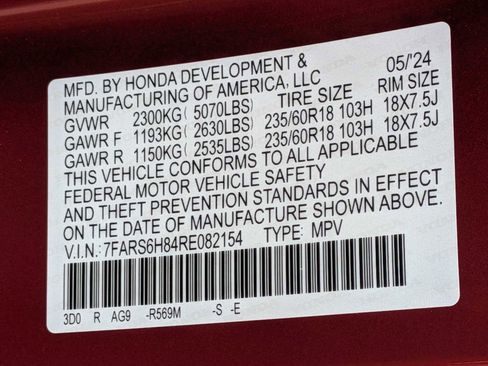 MFD. BY HONDA DEVELOPMENT & 05/'24
MANUFACTURING OF AMERICA, LLC
TIRE SIZE RIM SIZE
GVWR 2300KG ( 5070LBS)
GAWR F 1193KG ( 2630LBS) 235/60R18 103H 18X7.5J
GAWR R 1150KG ( 2535LBS) 235/60R18 103H 18X7.5J
THIS VEHICLE CONFORMS TO ALL APPLICABLE
FEDERAL MOTOR VEHICLE SAFETY
AND THEFT PREVENTION STANDARDS IN EFFECT
ON THE DATE OF MANUFACTURE SHOWN ABOVE.
V.I.N.: 7FARS6H84RE082154 TYPE: MPV
3D0 R AG9 -R569M -S -E